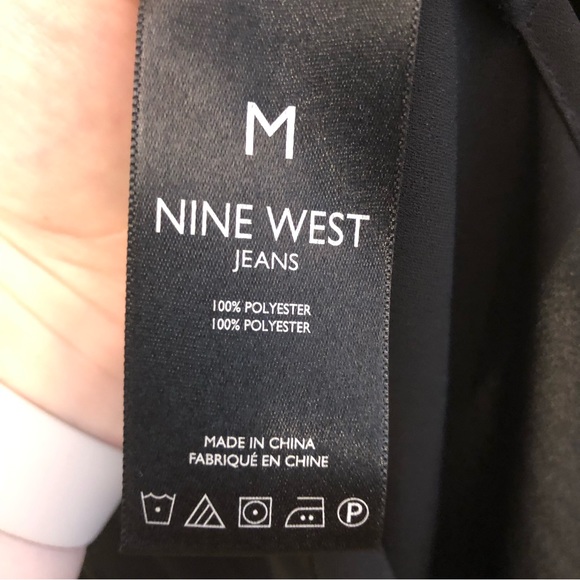 M
NINE WEST
JEANS
100% POLYESTER
100% POLYESTER
MADE IN CHINA
FABRIQUÉ EN CHINE
P